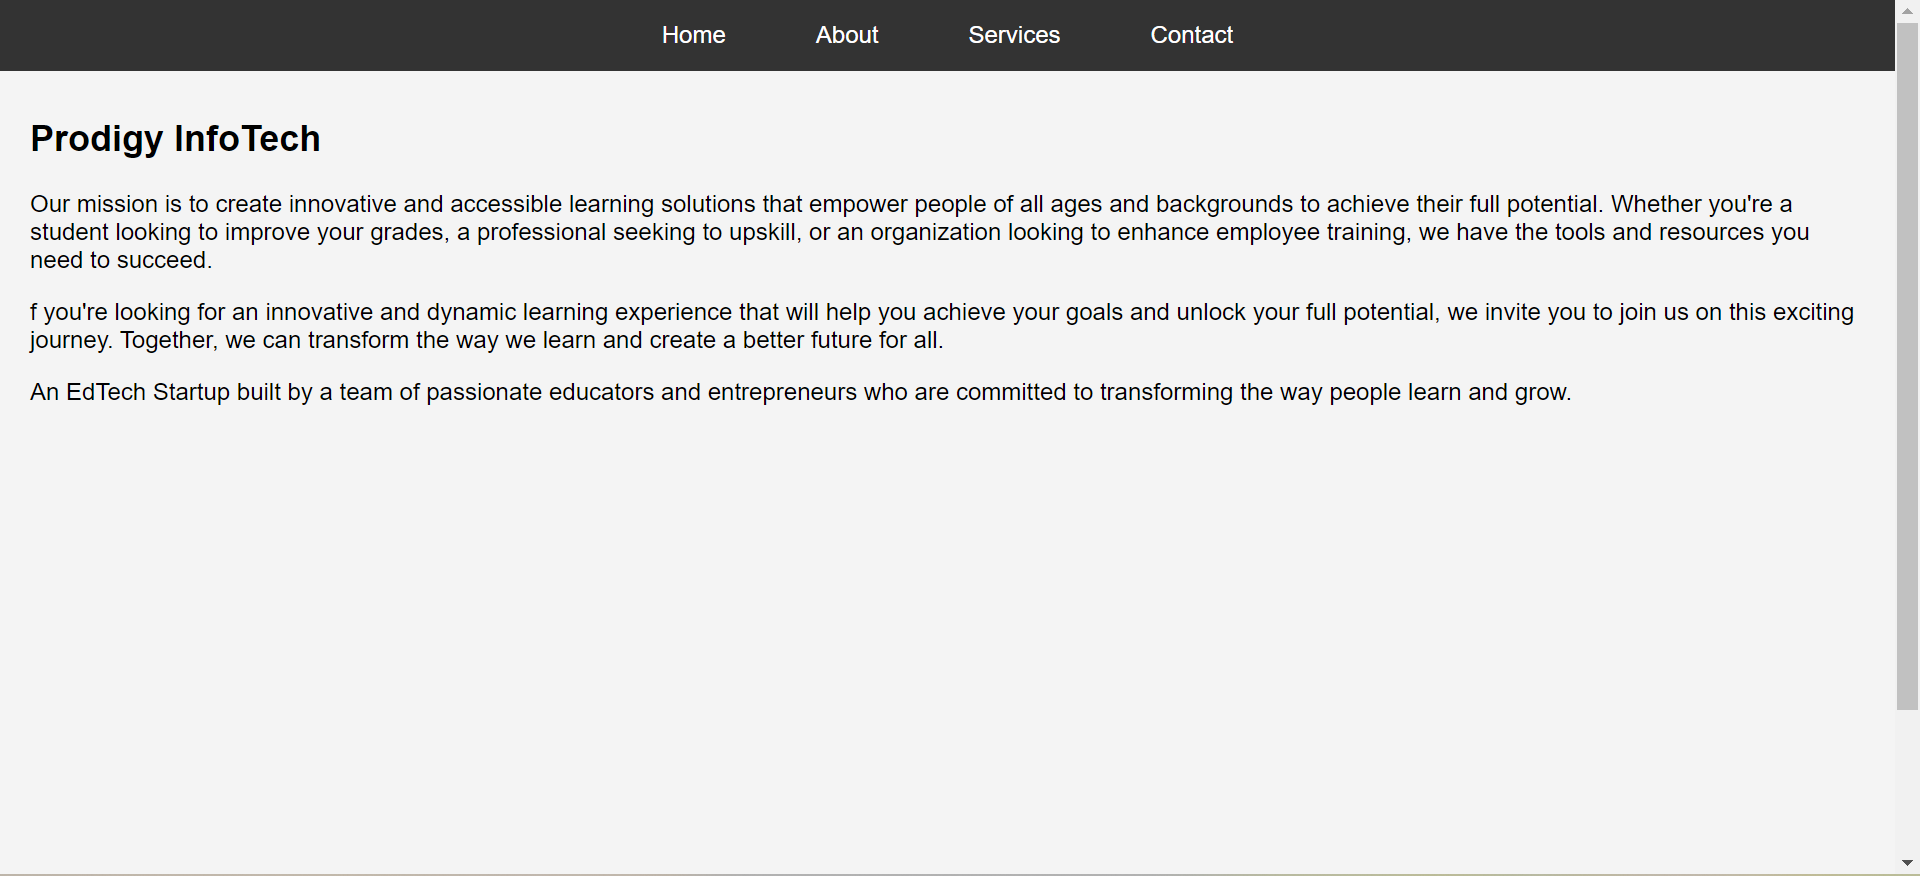 Home About Services Contact
Prodigy InfoTech
Our mission is to create innovative and accessible learning solutions that empower people of all ages and backgrounds to achieve their full potential. Whether you're a
student looking to improve your grades, a professional seeking to upskill, or an organization looking to enhance employee training, we have the tools and resources you
need to succeed.
f you're looking for an innovative and dynamic learning experience that will help you achieve your goals and unlock your full potential, we invite you to join us on this exciting
journey. Together, we can transform the way we learn and create a better future for all.
An EdTech Startup built by a team of passionate educators and entrepreneurs who are committed to transforming the way people learn and grow.